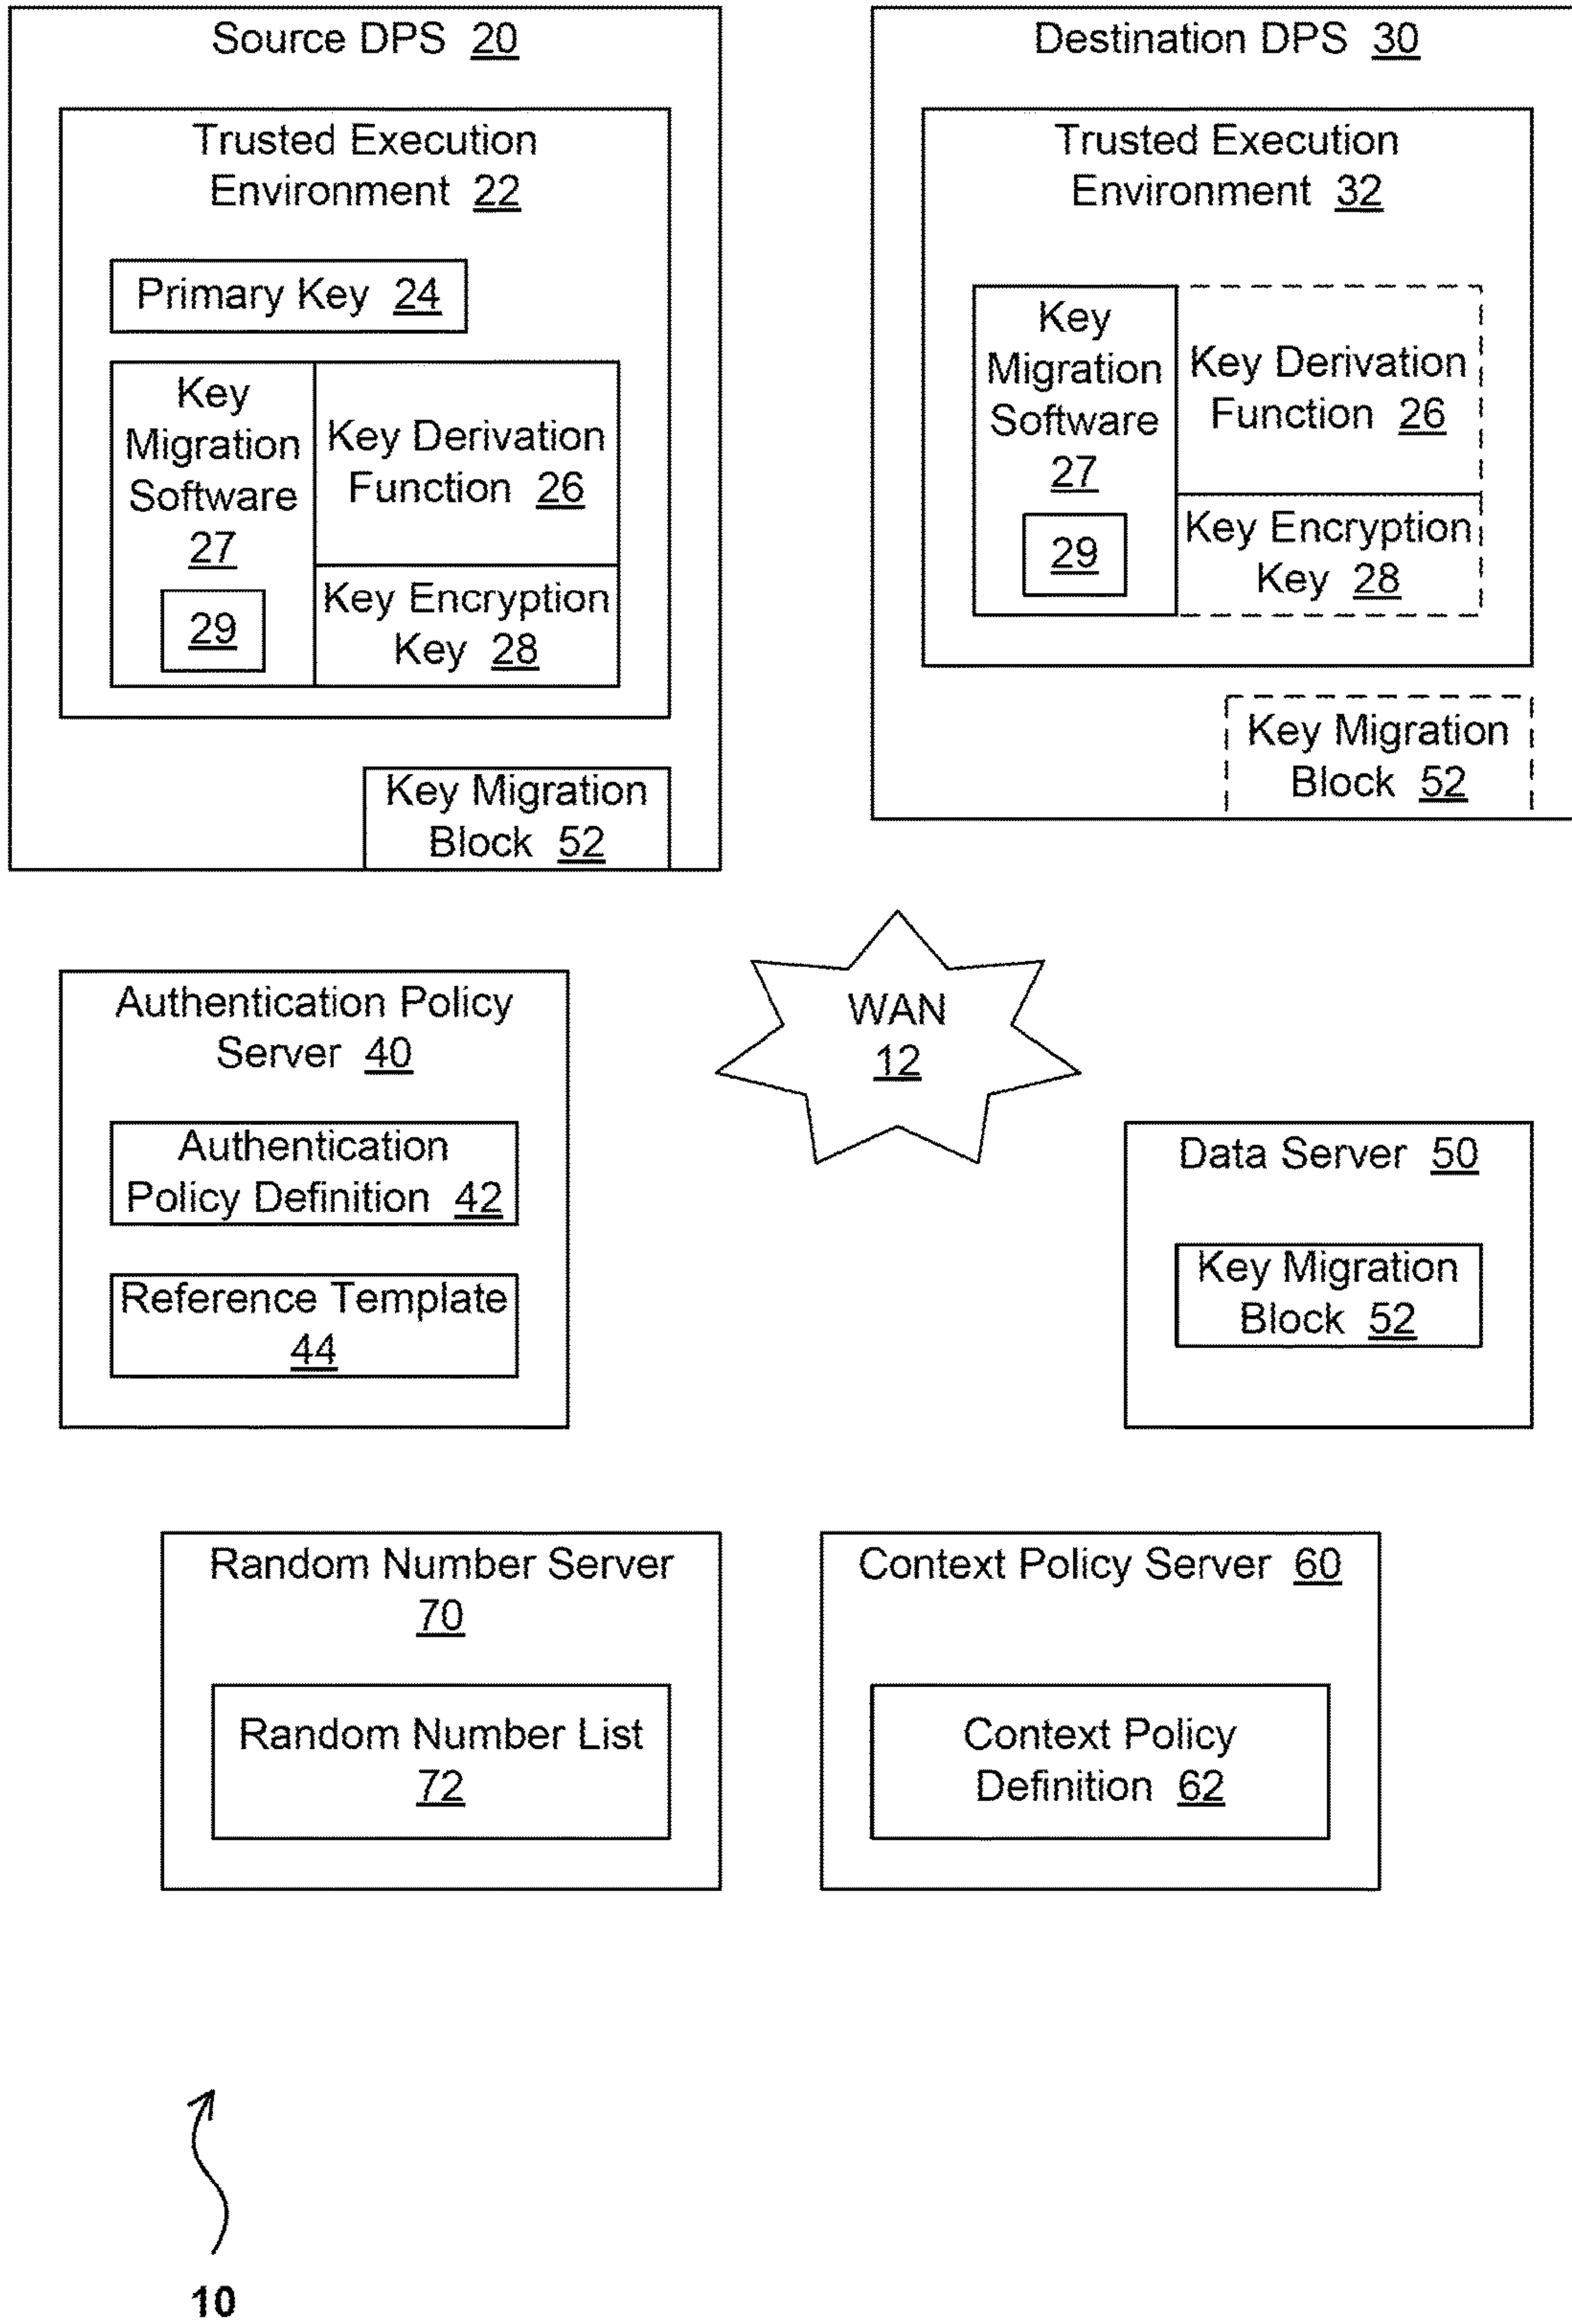 Source DPS 20
Trusted Execution
Environment 22
Primary Key 24
Key
Migration
Software
27
29
Key Derivation
Function 26
Key Encryption
Key 28
Key Migration
Block 52
Destination DPS 30
Trusted Execution
Environment 32
Key
Migration
Software
27
29
Key Derivation
Function 26
Key Encryption
Key 28
Key Migration
Block 52
WAN
12
Authentication Policy
Server 40
Authentication
Policy Definition 42
Reference Template
44
Data Server 50
Key Migration
Block 52
Random Number Server
70
Random Number List
72
Context Policy Server 60
Context Policy
Definition 62
10